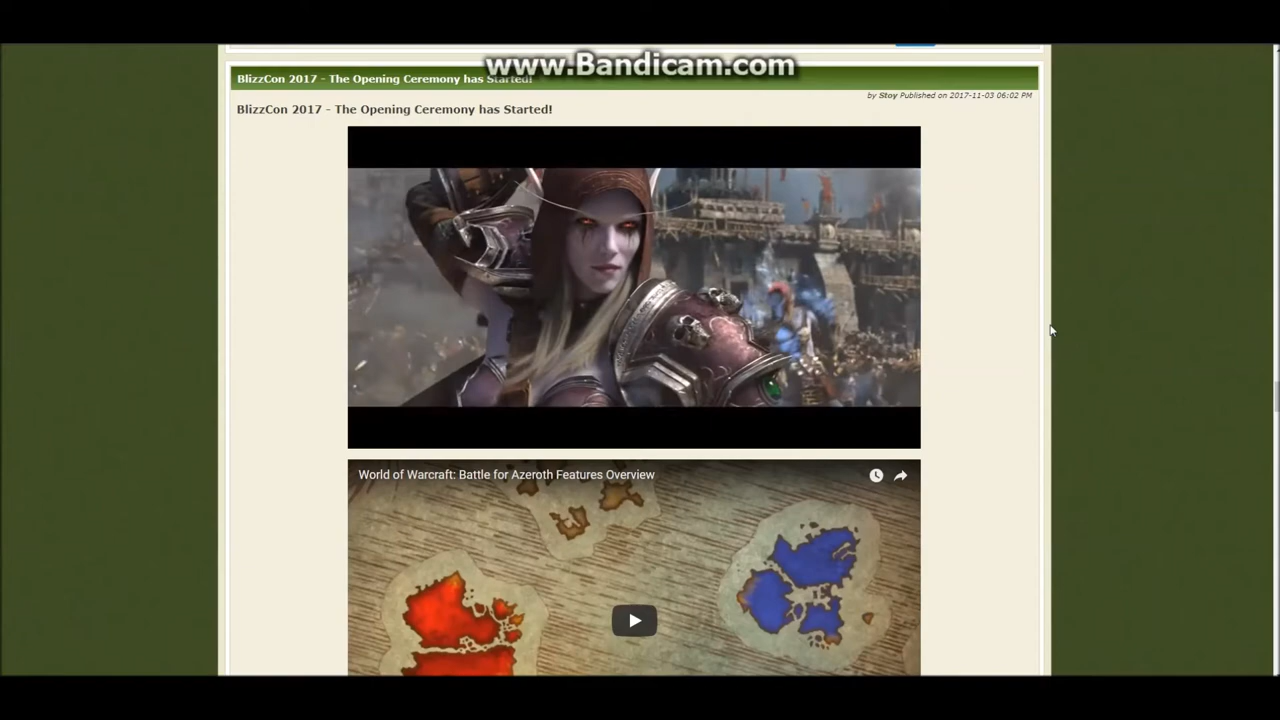 www.Bandicam.com
BlizzCon 2017 - The Opening Ceremony has Started!
by Stoy Published on 2017-11-03 06:02 PM
BlizzCon 2017 - The Opening Ceremony has Started!
World of Warcraft: Battle for Azeroth Features Overview